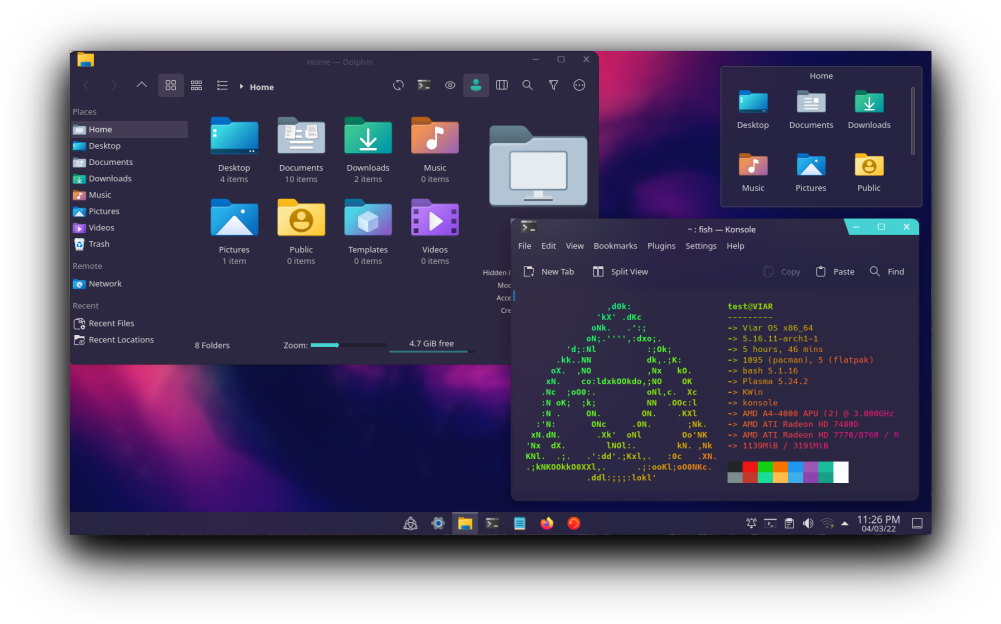 Home — Dolphin
Home
Places
Home
Desktop
Documents
Downloads
Music
Pictures
Videos
Trash
Remote
Network
Recent
Recent Files
Recent Locations
Desktop
4 items
Documents
10 items
Downloads
2 items
Music
0 items
Pictures
1 item
Public
0 items
Templates
0 items
Videos
0 items
Hidden
8 Folders
Zoom:
4.7 GiB free
Home
Desktop
Documents
Downloads
Music
Pictures
Public
~ : fish — Konsole
File Edit View Bookmarks Plugins Settings Help
New Tab Split View Copy Paste Find
test@VIAR
---------
-> Viar OS x86_64
-> 5.16.11-arch1-1
-> 5 hours, 46 mins
-> 1095 (pacman), 5 (flatpak)
-> bash 5.1.16
-> Plasma 5.24.2
-> KWin
-> konsole
-> AMD A4-4000 APU (2) @ 3.000GHz
-> AMD ATI Radeon HD 7480D
-> AMD ATI Radeon HD 7770/8760 / R
-> 1139MiB / 3191MiB
11:26 PM
04/03/22